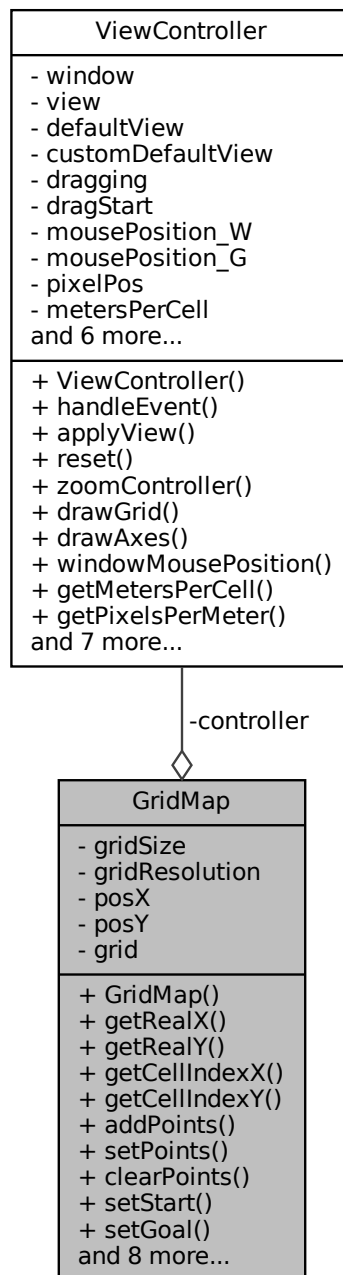 ViewController
- window
- view
- defaultView
- customDefaultView
- dragging
- dragStart
- mousePosition_W
- mousePosition_G
- pixelPos
- metersPerCell
and 6 more...
+ ViewController()
+ handleEvent()
+ applyView()
+ reset()
+ zoomController()
+ drawGrid()
+ drawAxes()
+ windowMousePosition()
+ getMetersPerCell()
+ getPixelsPerMeter()
and 7 more...
-controller
GridMap
- gridSize
- gridResolution
- posX
- posY
- grid
+ GridMap()
+ getRealX()
+ getRealY()
+ getCellIndexX()
+ getCellIndexY()
+ addPoints()
+ setPoints()
+ clearPoints()
+ setStart()
+ setGoal()
and 8 more...